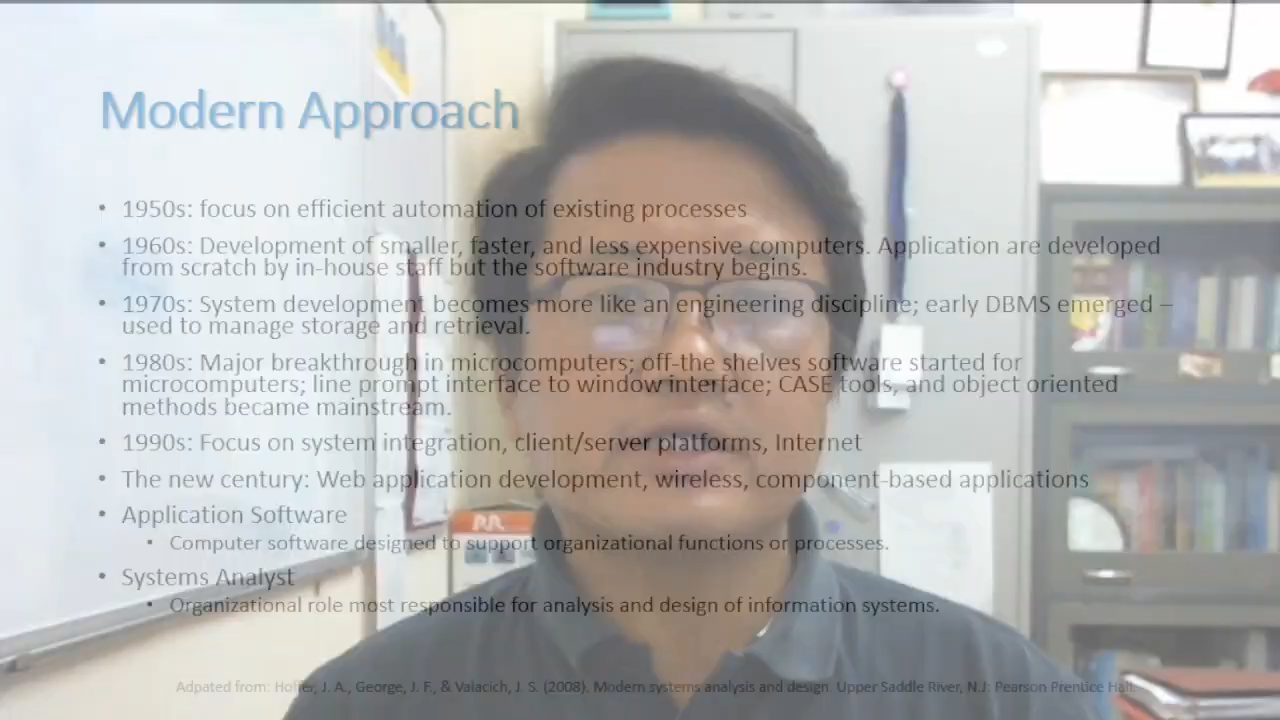 Modern Approach
• 1950s: focus on efficient automation of existing processes
• 1960s: Development of smaller, faster, and less expensive computers. Application are developed
from scratch by in-house staff but the software industry begins.
• 1970s: System development becomes more like an engineering discipline; early DBMS emerged –
used to manage storage and retrieval.
• 1980s: Major breakthrough in microcomputers; off-the shelves software started for
microcomputers; line prompt interface to window interface; CASE tools, and object oriented
methods became mainstream.
• 1990s: Focus on system integration, client/server platforms, Internet
• The new century: Web application development, wireless, component-based applications
• Application Software
▪ Computer software designed to support organizational functions or processes.
• Systems Analyst
▪ Organizational role most responsible for analysis and design of information systems.
Adpated from: Hoffer, J. A., George, J. F., & Valacich, J. S. (2008). Modern systems analysis and design. Upper Saddle River, N.J: Pearson Prentice Hall.